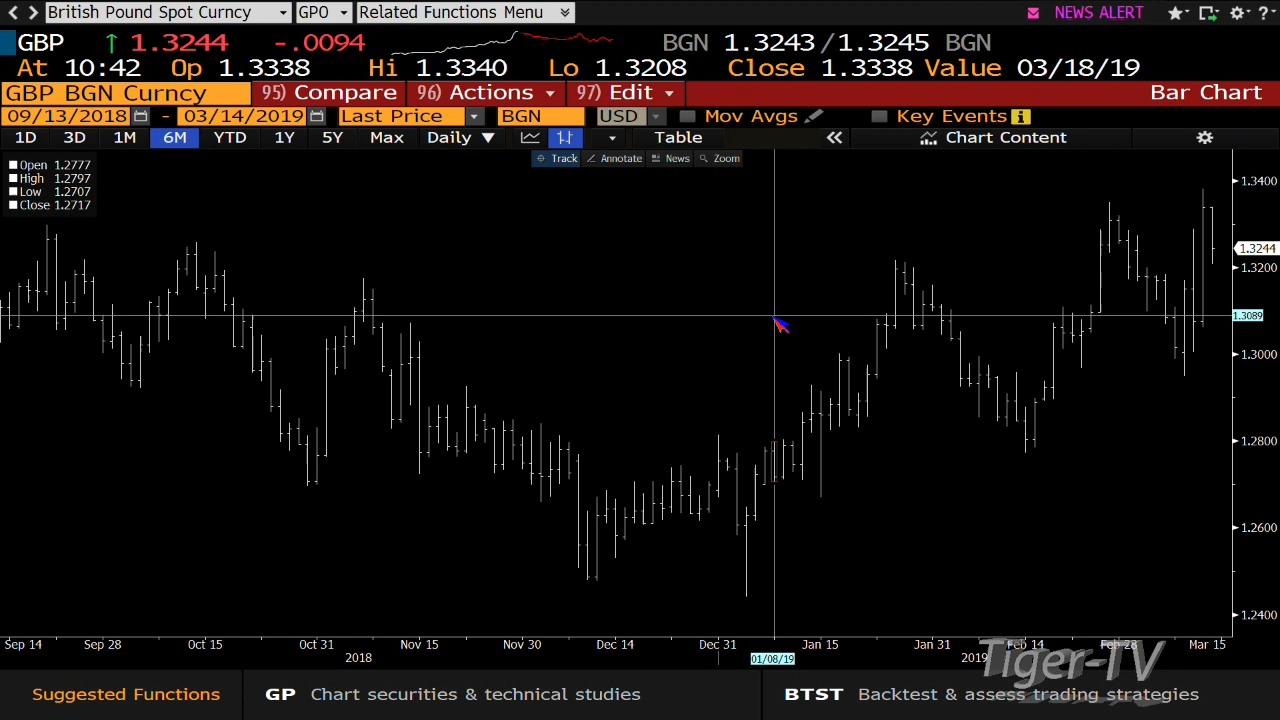 British Pound Spot Curncy GPO Related Functions Menu NEWS ALERT ?
GBP ↑ 1.3244 -.0094 BGN 1.3243/1.3245 BGN
At 10:42 Op 1.3338 Hi 1.3340 Lo 1.3208 Close 1.3338 Value 03/18/19
GBP BGN Curncy 95) Compare 96) Actions 97) Edit Bar Chart
09/13/2018 - 03/14/2019 Last Price BGN USD Mov Avgs Key Events
1D 3D 1M 6M YTD 1Y 5Y Max Daily ▼ Table « Chart Content
Track Annotate News Zoom
Open 1.2777
High 1.2797
Low 1.2707
Close 1.2717
1.3400
1.3244
1.3200
1.3089
1.3000
1.2800
1.2600
1.2400
Sep 14 Sep 28 Oct 15 Oct 31 Nov 15 Nov 30 Dec 14 Dec 31 Jan 15 Jan 31 Feb 14 Feb 28 Mar 15
2018 01/08/19 2019
Tiger-TV
Suggested Functions GP Chart securities & technical studies BTST Backtest & assess trading strategies